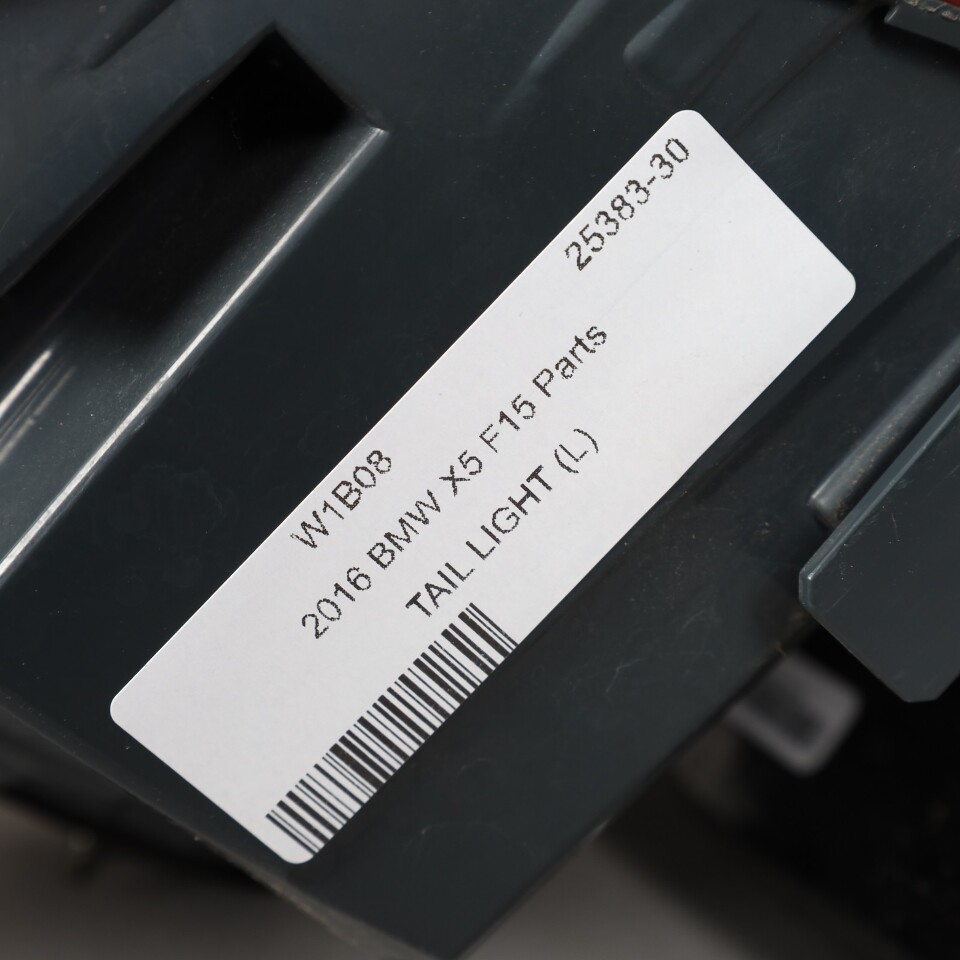 W1B08 25383-30
2016 BMW X5 F15 Parts
TAIL LIGHT (L)